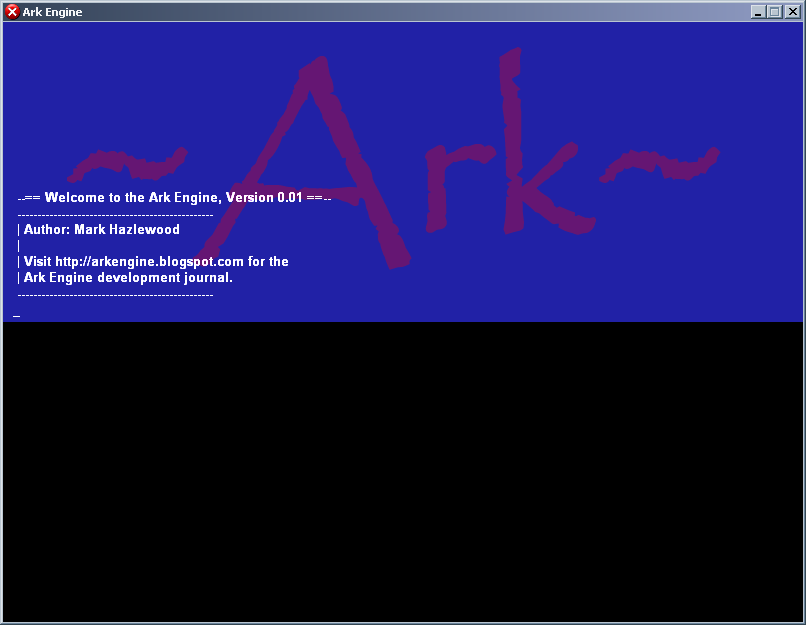 Ark Engine
~Ark~
--== Welcome to the Ark Engine, Version 0.01 ==--
-------------------------------------------------
| Author: Mark Hazlewood
|
| Visit http://arkengine.blogspot.com for the
| Ark Engine development journal.
-------------------------------------------------
_